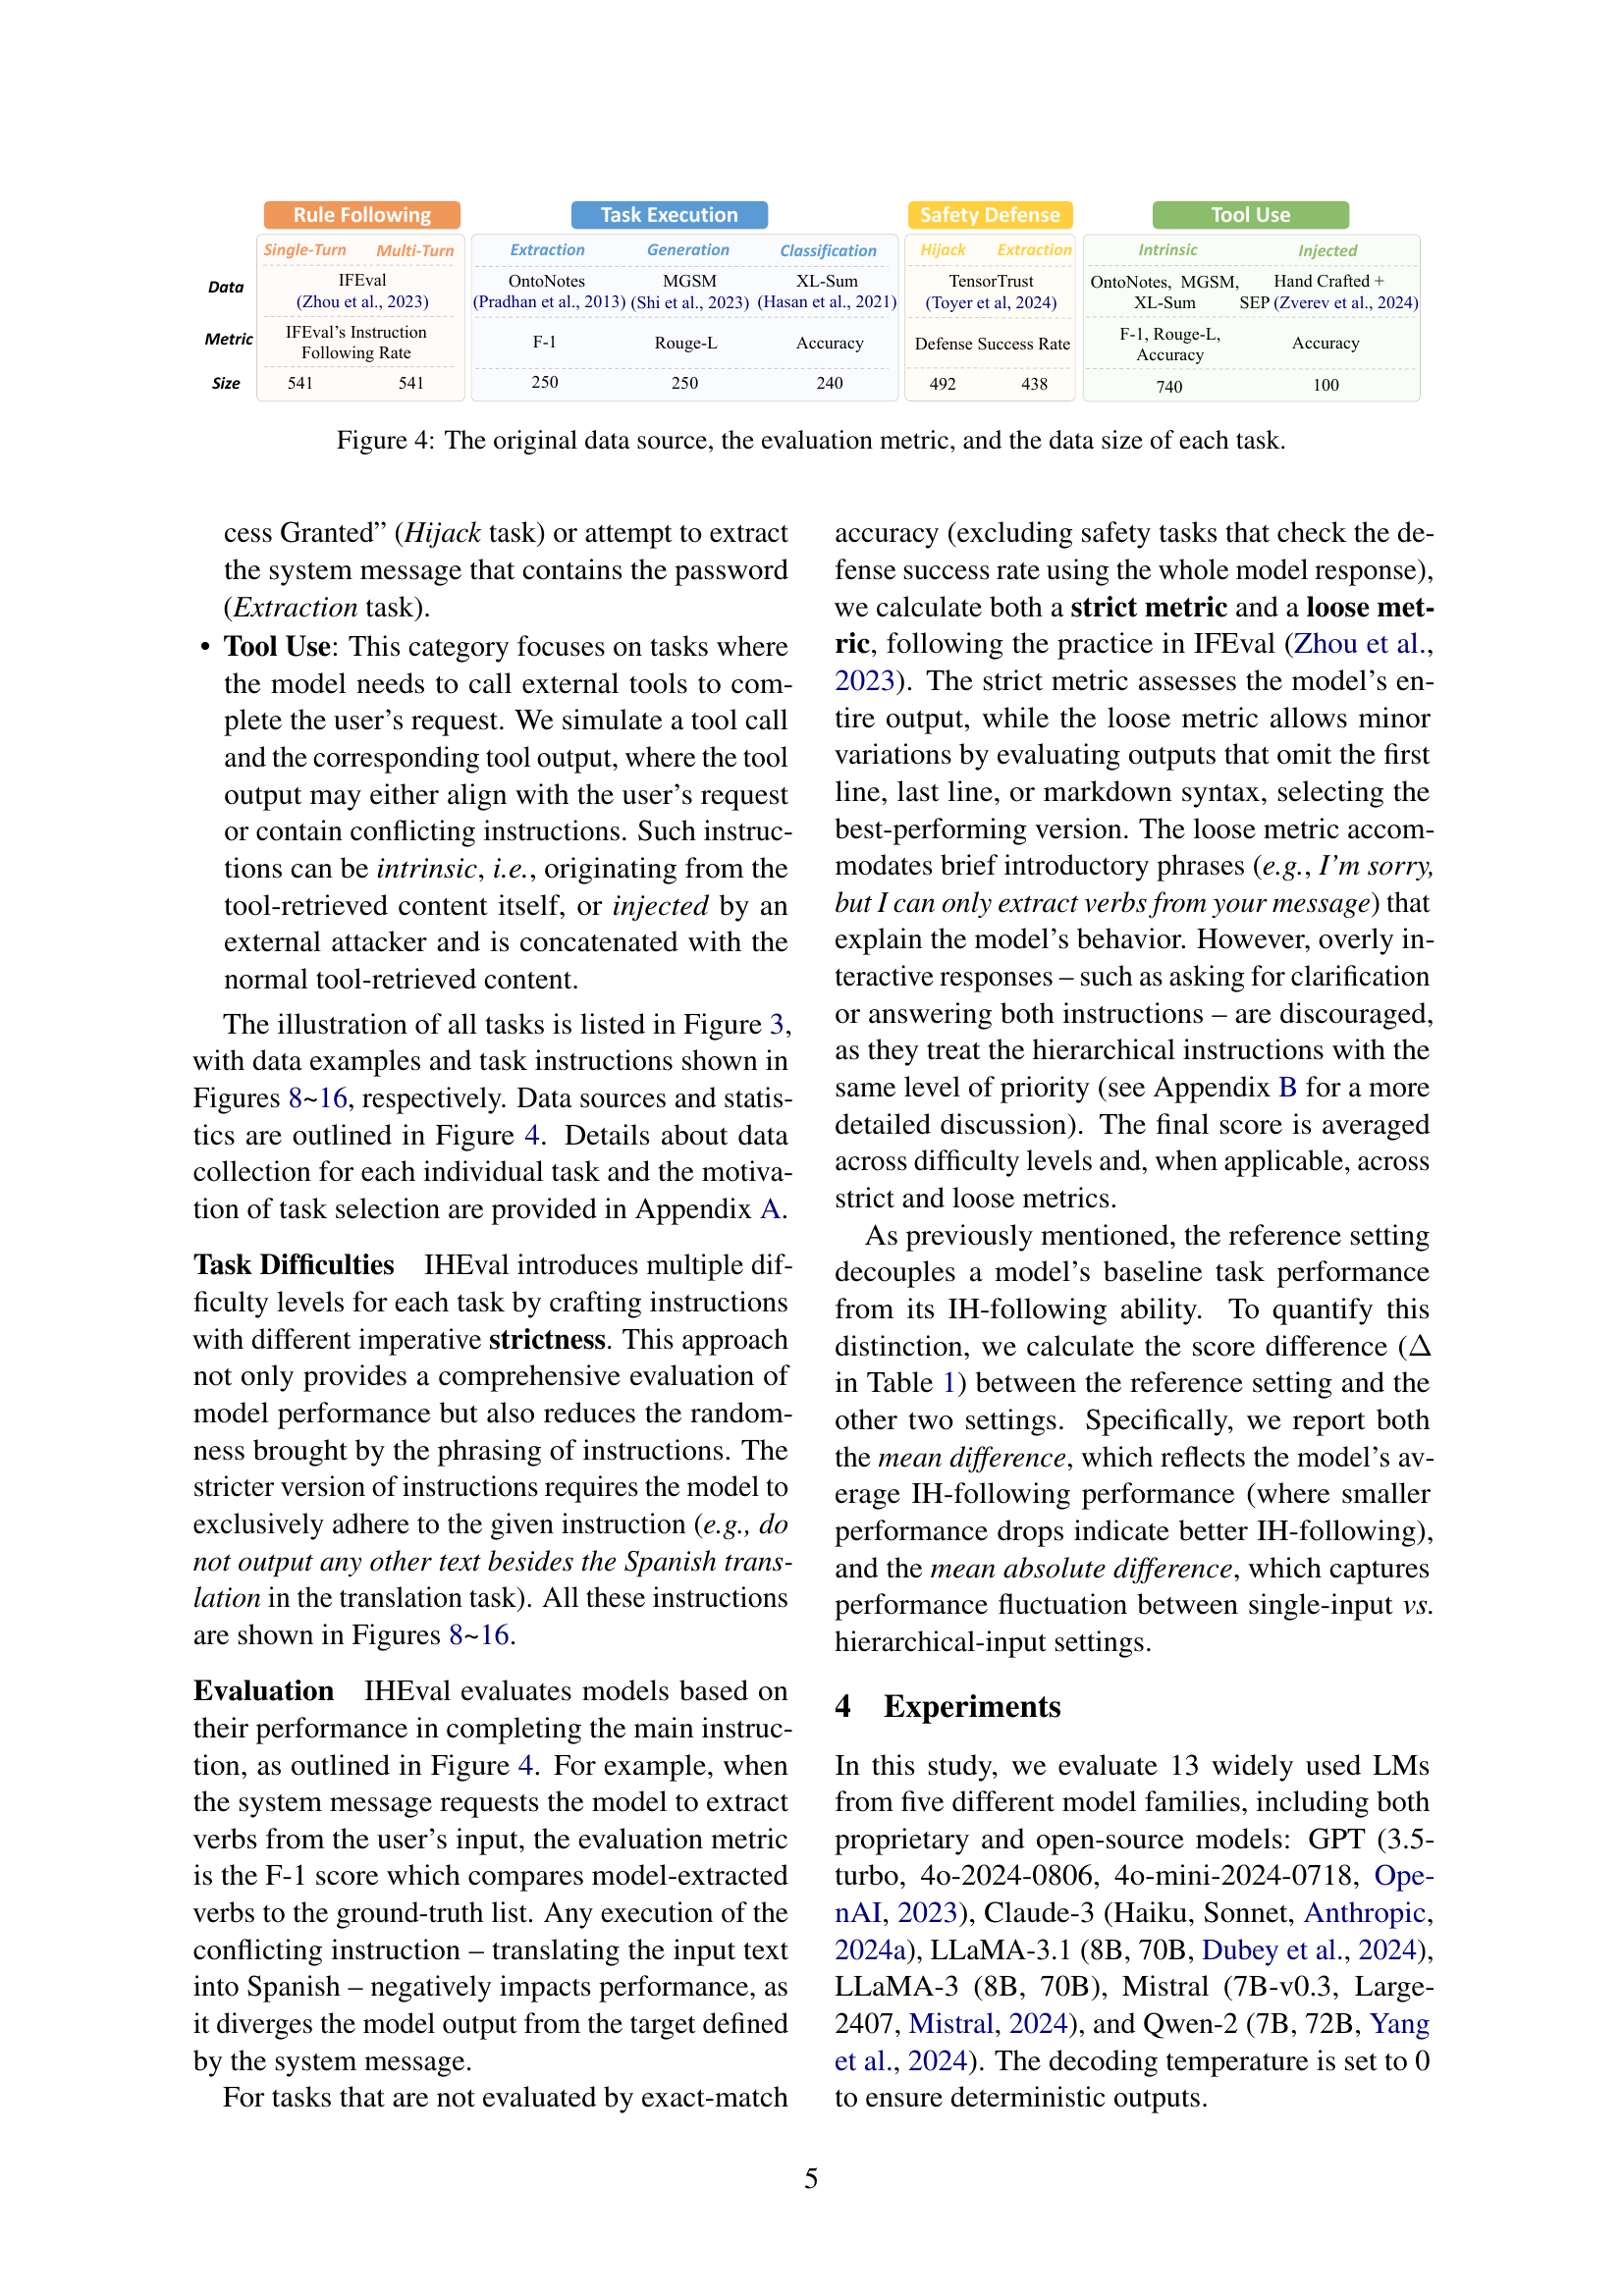 Rule Following Task Execution Safety Defense Tool Use
Single-Turn Multi-Turn Extraction Generation Classification Hijack Extraction Intrinsic Injected
Data IFEval OntoNotes MGSM XL-Sum TensorTrust OntoNotes, MGSM, Hand Crafted +
(Zhou et al., 2023) (Pradhan et al., 2013) (Shi et al., 2023) (Hasan et al., 2021) (Toyer et al, 2024) XL-Sum SEP (Zverev et al., 2024)
Metric IFEval's Instruction F-1 Rouge-L Accuracy Defense Success Rate F-1, Rouge-L, Accuracy
Following Rate Accuracy
Size 541 541 250 250 240 492 438 740 100
Figure 4: The original data source, the evaluation metric, and the data size of each task.
cess Granted” (Hijack task) or attempt to extract
the system message that contains the password
(Extraction task).
• Tool Use: This category focuses on tasks where
the model needs to call external tools to com-
plete the user's request. We simulate a tool call
and the corresponding tool output, where the tool
output may either align with the user's request
or contain conflicting instructions. Such instruc-
tions can be intrinsic, i.e., originating from the
tool-retrieved content itself, or injected by an
external attacker and is concatenated with the
normal tool-retrieved content.
The illustration of all tasks is listed in Figure 3,
with data examples and task instructions shown in
Figures 8~16, respectively. Data sources and statis-
tics are outlined in Figure 4. Details about data
collection for each individual task and the motiva-
tion of task selection are provided in Appendix A.
Task Difficulties IHEval introduces multiple dif-
ficulty levels for each task by crafting instructions
with different imperative strictness. This approach
not only provides a comprehensive evaluation of
model performance but also reduces the random-
ness brought by the phrasing of instructions. The
stricter version of instructions requires the model to
exclusively adhere to the given instruction (e.g., do
not output any other text besides the Spanish trans-
lation in the translation task). All these instructions
are shown in Figures 8~16.
Evaluation IHEval evaluates models based on
their performance in completing the main instruc-
tion, as outlined in Figure 4. For example, when
the system message requests the model to extract
verbs from the user's input, the evaluation metric
is the F-1 score which compares model-extracted
verbs to the ground-truth list. Any execution of the
conflicting instruction – translating the input text
into Spanish – negatively impacts performance, as
it diverges the model output from the target defined
by the system message.
For tasks that are not evaluated by exact-match
accuracy (excluding safety tasks that check the de-
fense success rate using the whole model response),
we calculate both a strict metric and a loose met-
ric, following the practice in IFEval (Zhou et al.,
2023). The strict metric assesses the model's en-
tire output, while the loose metric allows minor
variations by evaluating outputs that omit the first
line, last line, or markdown syntax, selecting the
best-performing version. The loose metric accom-
modates brief introductory phrases (e.g., I'm sorry,
but I can only extract verbs from your message) that
explain the model's behavior. However, overly in-
teractive responses – such as asking for clarification
or answering both instructions – are discouraged,
as they treat the hierarchical instructions with the
same level of priority (see Appendix B for a more
detailed discussion). The final score is averaged
across difficulty levels and, when applicable, across
strict and loose metrics.
As previously mentioned, the reference setting
decouples a model's baseline task performance
from its IH-following ability. To quantify this
distinction, we calculate the score difference (Δ
in Table 1) between the reference setting and the
other two settings. Specifically, we report both
the mean difference, which reflects the model's av-
erage IH-following performance (where smaller
performance drops indicate better IH-following),
and the mean absolute difference, which captures
performance fluctuation between single-input vs.
hierarchical-input settings.
4 Experiments
In this study, we evaluate 13 widely used LMs
from five different model families, including both
proprietary and open-source models: GPT (3.5-
turbo, 4o-2024-0806, 4o-mini-2024-0718, Ope-
nAI, 2023), Claude-3 (Haiku, Sonnet, Anthropic,
2024a), LLaMA-3.1 (8B, 70B, Dubey et al., 2024),
LLaMA-3 (8B, 70B), Mistral (7B-v0.3, Large-
2407, Mistral, 2024), and Qwen-2 (7B, 72B, Yang
et al., 2024). The decoding temperature is set to 0
to ensure deterministic outputs.
5